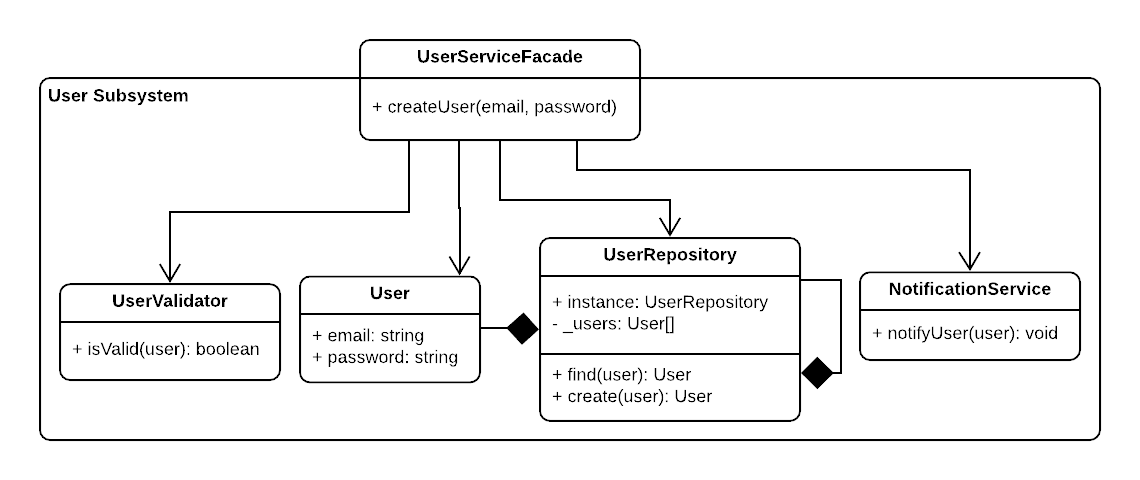 UserServiceFacade
+ createUser(email, password)
User Subsystem
UserValidator
+ isValid(user): boolean
User
+ email: string
+ password: string
UserRepository
+ instance: UserRepository
- _users: User[]
+ find(user): User
+ create(user): User
NotificationService
+ notifyUser(user): void